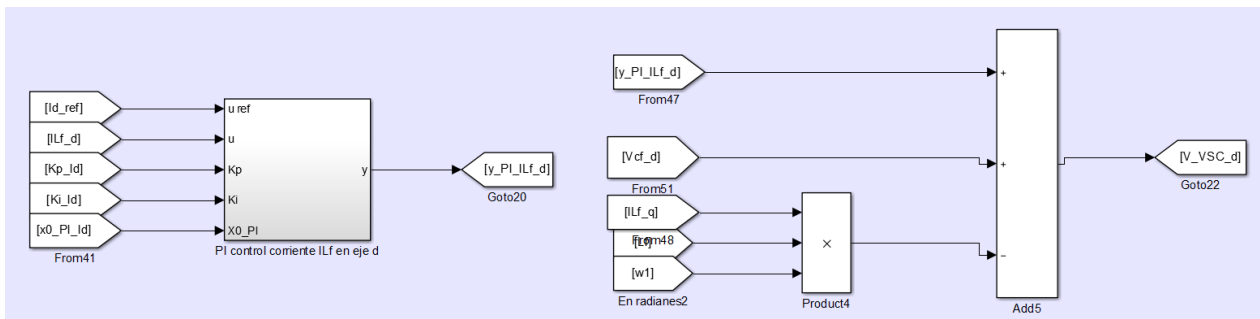 [Id_ref]
[ILf_d]
[Kp_Id]
[Ki_Id]
[x0_PI_Id]
From41
u ref
u
Kp
Ki
X0_PI
y
PI control corriente ILf en eje d
[y_PI_ILf_d]
Goto20
[y_PI_ILf_d]
From47
[Vcf_d]
From51
[ILf_q]
From48
[w1]
En radianes2
×
Product4
+
+
−
Add5
[V_VSC_d]
Goto22